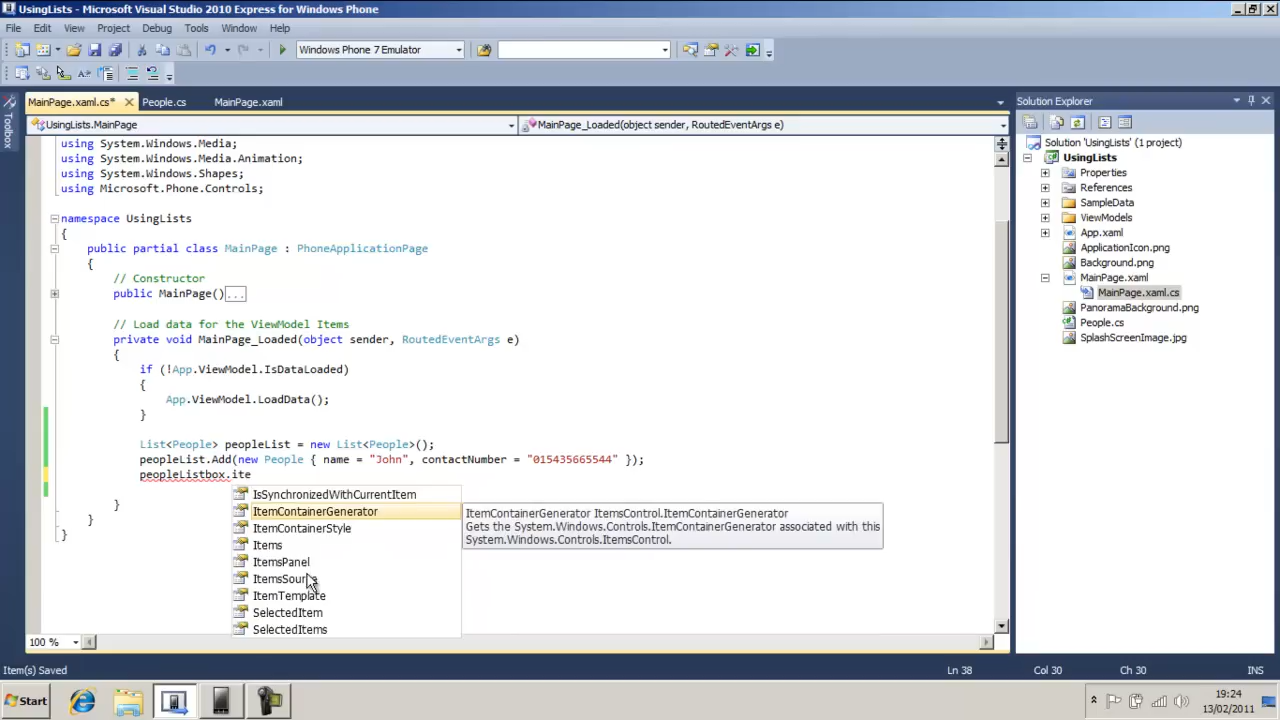 UsingLists - Microsoft Visual Studio 2010 Express for Windows Phone
File Edit View Project Debug Tools Window Help
Windows Phone 7 Emulator
MainPage.xaml.cs* People.cs MainPage.xaml
Solution Explorer
UsingLists.MainPage MainPage_Loaded(object sender, RoutedEventArgs e)
Toolbox
using System.Windows.Media;
using System.Windows.Media.Animation;
using System.Windows.Shapes;
using Microsoft.Phone.Controls;
namespace UsingLists
{
public partial class MainPage : PhoneApplicationPage
{
// Constructor
public MainPage()...
// Load data for the ViewModel Items
private void MainPage_Loaded(object sender, RoutedEventArgs e)
{
if (!App.ViewModel.IsDataLoaded)
{
App.ViewModel.LoadData();
}
List<People> peopleList = new List<People>();
peopleList.Add(new People { name = "John", contactNumber = "015435665544" });
peopleListbox.ite
}
}
}
IsSynchronizedWithCurrentItem
ItemContainerGenerator
ItemContainerStyle
Items
ItemsPanel
ItemsSource
ItemTemplate
SelectedItem
SelectedItems
ItemContainerGenerator ItemsControl.ItemContainerGenerator
Gets the System.Windows.Controls.ItemContainerGenerator associated with this
System.Windows.Controls.ItemsControl.
Solution 'UsingLists' (1 project)
UsingLists
Properties
References
SampleData
ViewModels
App.xaml
ApplicationIcon.png
Background.png
MainPage.xaml
MainPage.xaml.cs
PanoramaBackground.png
People.cs
SplashScreenImage.jpg
100 %
Item(s) Saved Ln 38 Col 30 Ch 30 INS
Start
19:24
13/02/2011